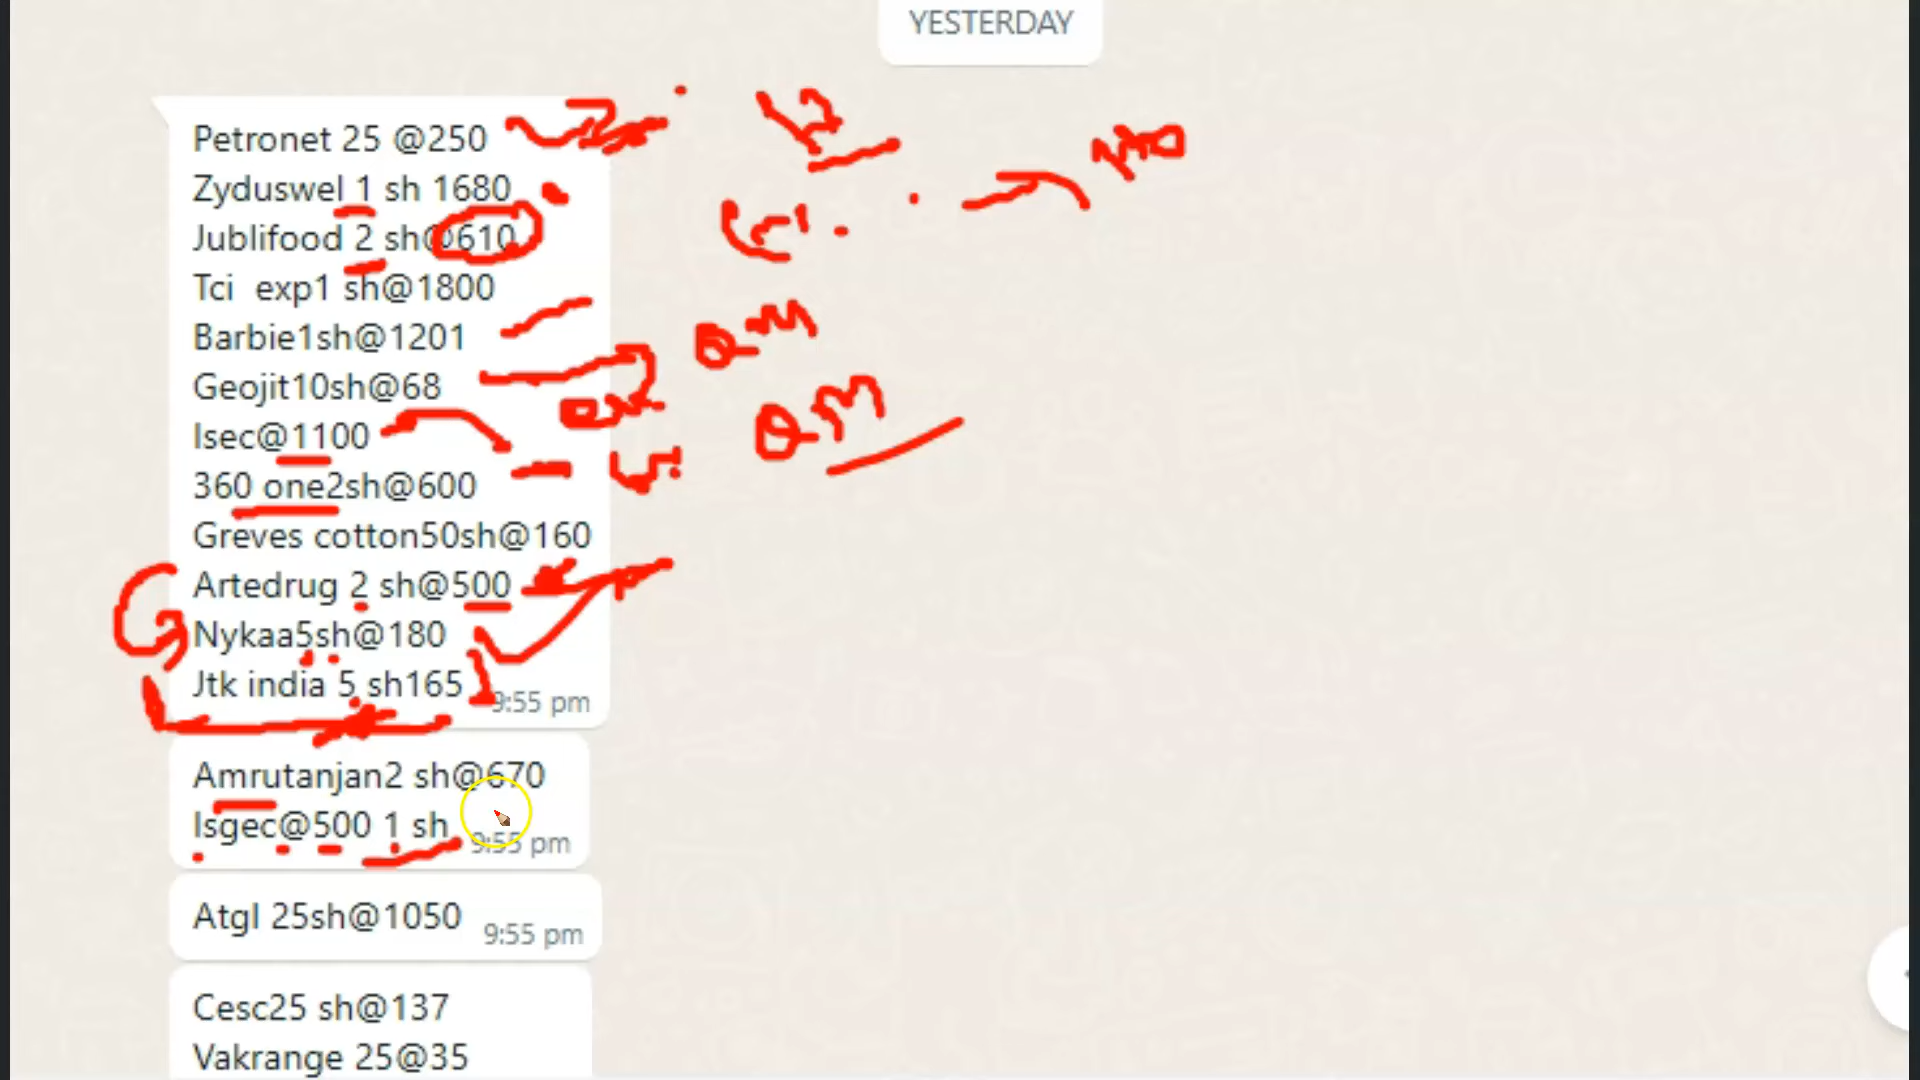 YESTERDAY
Petronet 25 @250
Zyduswel 1 sh 1680
Jublifood 2 sh@610
Tci exp1 sh@1800
Barbie1sh@1201
Geojit10sh@68
Isec@1100
360 one2sh@600
Greves cotton50sh@160
Artedrug 2 sh@500
Nykaa5sh@180
Jtk india 5 sh165
9:55 pm
Amrutanjan2 sh@670
Isgec@500 1 sh
9:55 pm
Atgl 25sh@1050
9:55 pm
Cesc25 sh@137
Vakrange 25@35